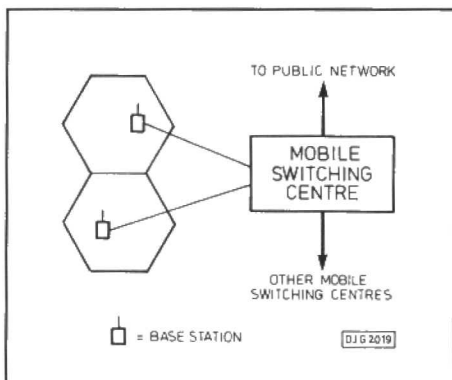 TO PUBLIC NETWORK
MOBILE
SWITCHING
CENTRE
OTHER MOBILE
SWITCHING CENTRES
= BASE STATION
DJG 2019